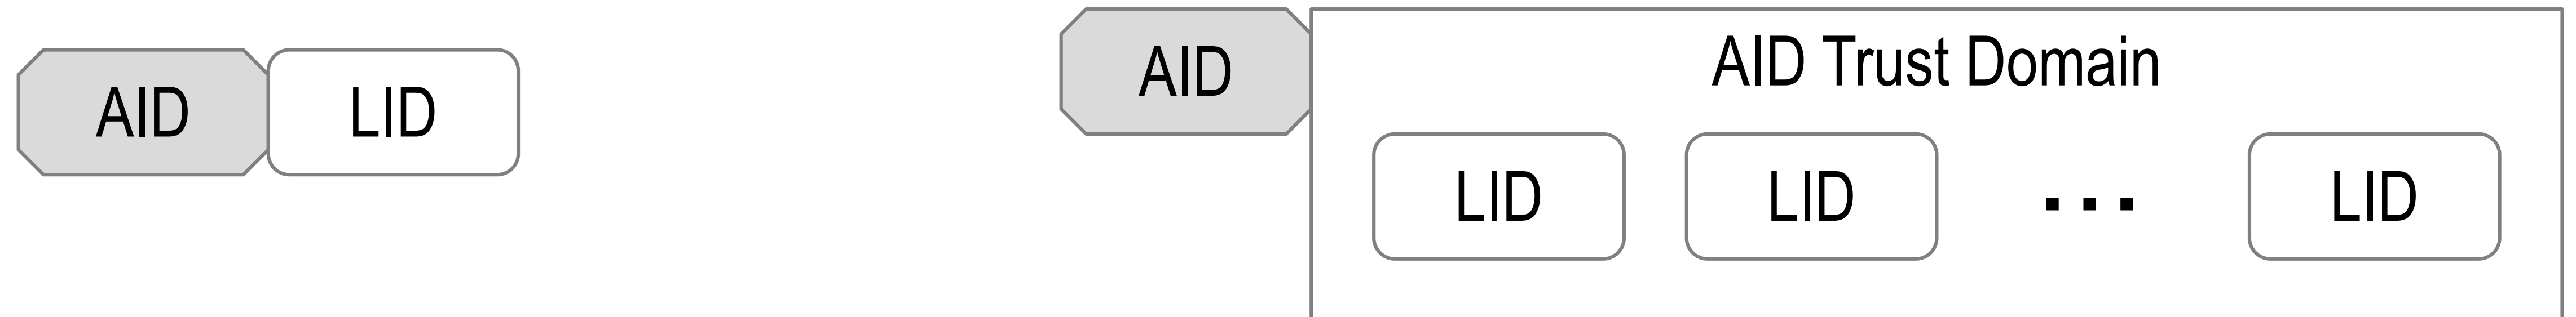 AID LID
AID AID Trust Domain
LID LID ... LID